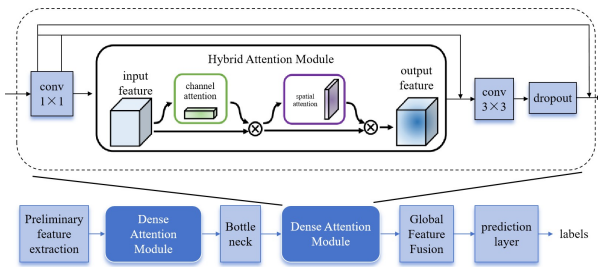 Hybrid Attention Module
conv
1×1
input
feature
channel
attention
spatial
attention
output
feature
conv
3×3
dropout
Preliminary
feature
extraction
Dense
Attention
Module
Bottle
neck
Dense Attention
Module
Global
Feature
Fusion
prediction
layer
labels